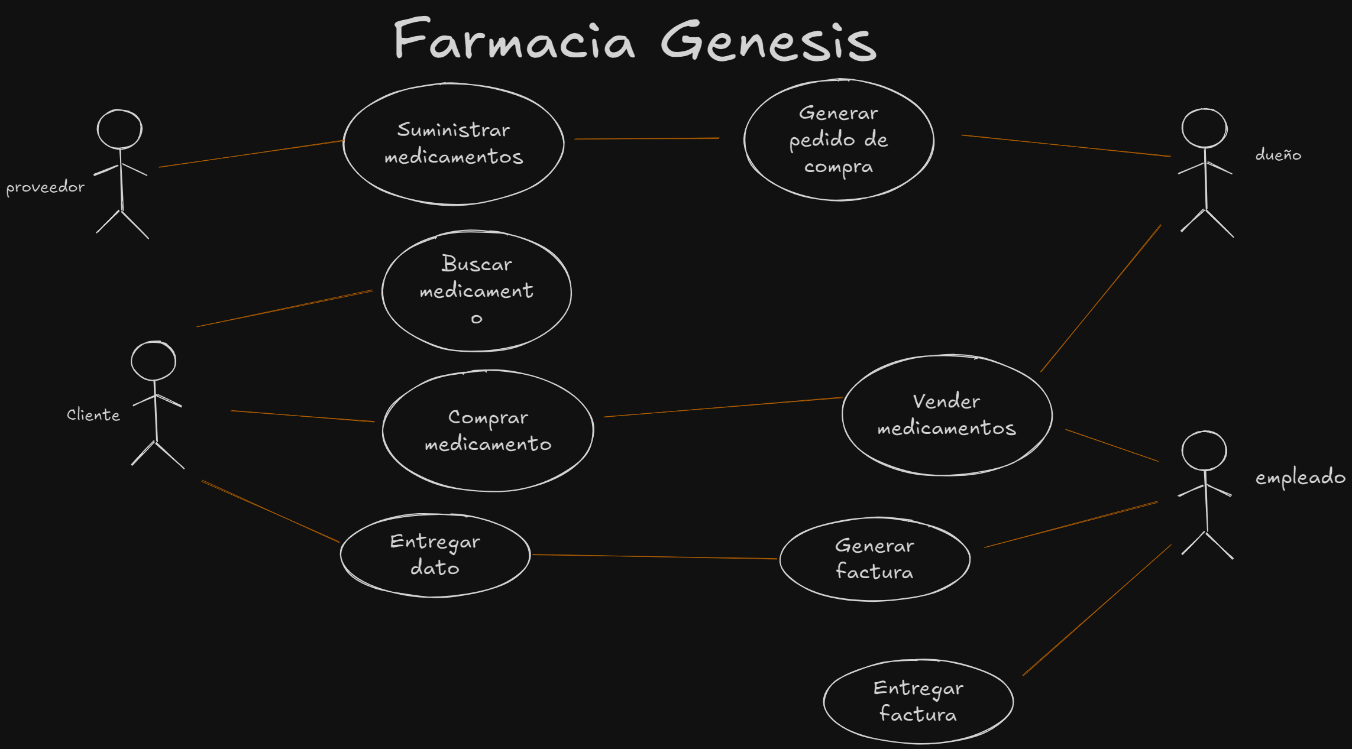 Farmacia Genesis
Suministrar
medicamentos
Generar
pedido de
compra
dueño
proveedor
Buscar
medicament
o
Cliente
Comprar
medicamento
Vender
medicamentos
empleado
Entregar
dato
Generar
factura
Entregar
factura